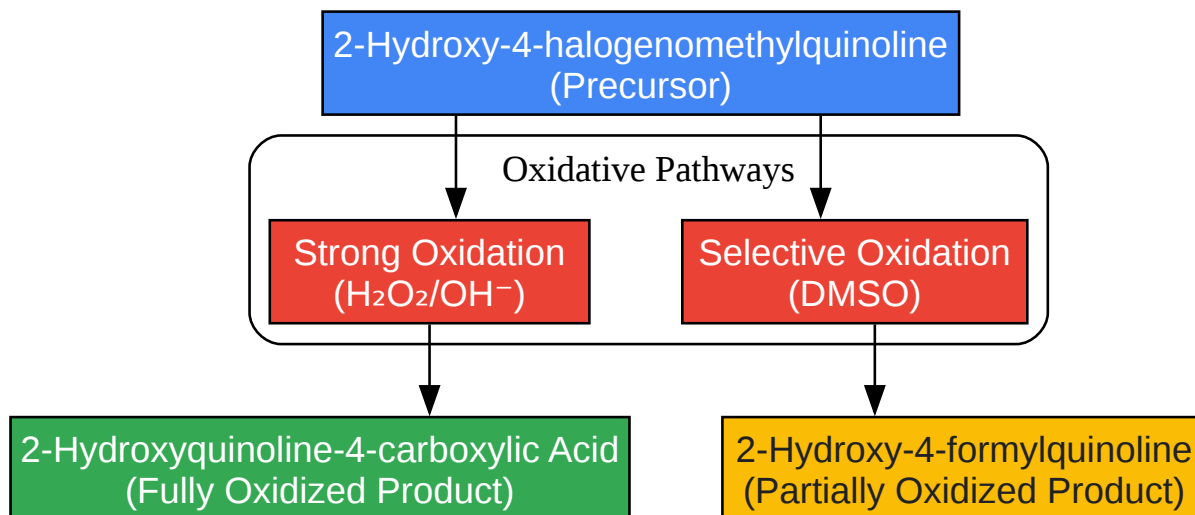 2-Hydroxy-4-halogenomethylquinoline
(Precursor)
Oxidative Pathways
Strong Oxidation
(H₂O₂/OH⁻)
Selective Oxidation
(DMSO)
2-Hydroxyquinoline-4-carboxylic Acid
(Fully Oxidized Product)
2-Hydroxy-4-formylquinoline
(Partially Oxidized Product)